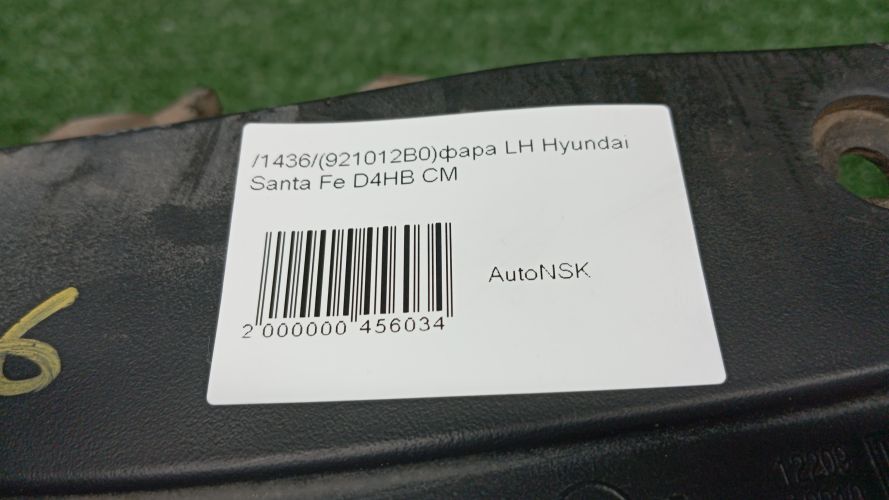 /1436/(921012B0)фара LH Hyundai
Santa Fe D4HB CM
AutoNSK
2 000000 456034
6